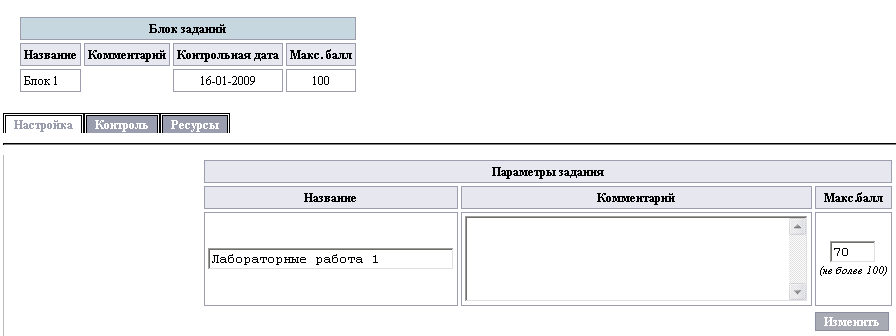 Блок заданий
Название Комментарий Контрольная дата Макс. балл
Блок 1 16-01-2009 100
Настройка Контроль Ресурсы
Параметры задания
Название Комментарий Макс.балл
Лабораторные работа 1 70
(не более 100)
Изменить